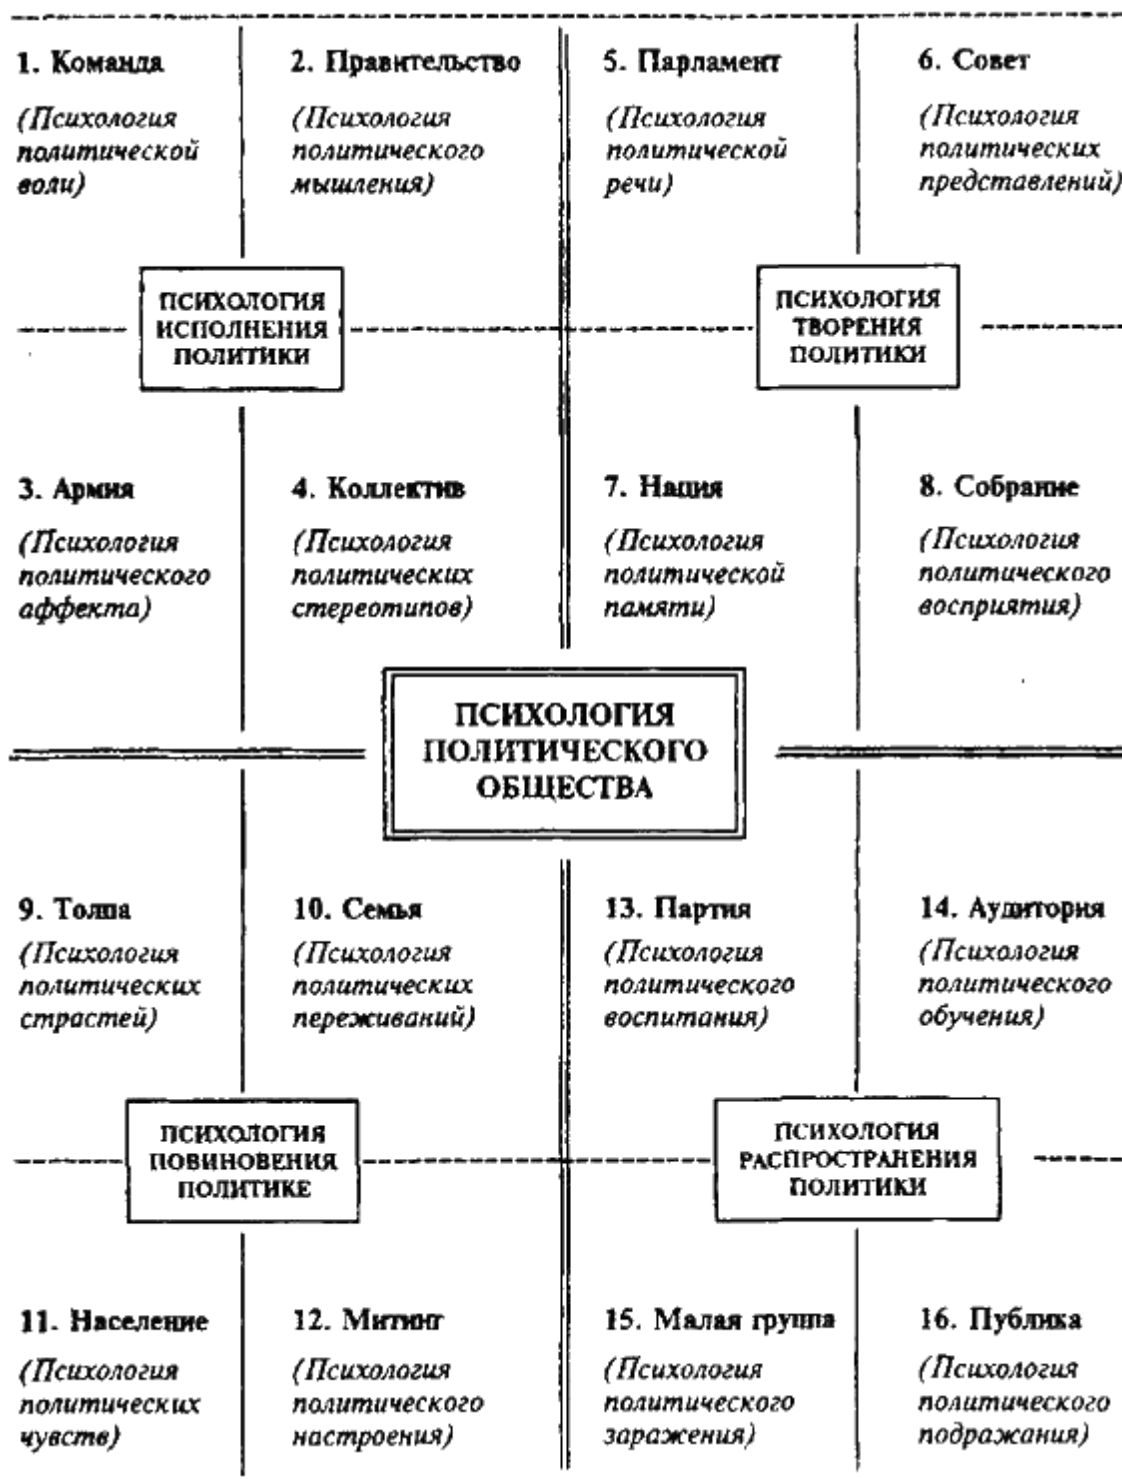 1. Команда
(Психология
политической
воли)
2. Правительство
(Психология
политического
мышления)
5. Парламент
(Психология
политической
речи)
6. Совет
(Психология
политических
представлений)
ПСИХОЛОГИЯ
ИСПОЛНЕНИЯ
ПОЛИТИКИ
ПСИХОЛОГИЯ
ТВОРЕНИЯ
ПОЛИТИКИ
3. Армия
(Психология
политического
аффекта)
4. Коллектив
(Психология
политических
стереотипов)
7. Нация
(Психология
политической
памяти)
8. Собрание
(Психология
политического
восприятия)
ПСИХОЛОГИЯ
ПОЛИТИЧЕСКОГО
ОБЩЕСТВА
9. Толпа
(Психология
политических
страстей)
10. Семья
(Психология
политических
переживаний)
13. Партия
(Психология
политического
воспитания)
14. Аудитория
(Психология
политического
обучения)
ПСИХОЛОГИЯ
ПОВИНОВЕНИЯ
ПОЛИТИКЕ
ПСИХОЛОГИЯ
РАСПРОСТРАНЕНИЯ
ПОЛИТИКИ
11. Население
(Психология
политических
чувств)
12. Митинг
(Психология
политического
настроения)
15. Малая группа
(Психология
политического
заражения)
16. Публика
(Психология
политического
подражания)